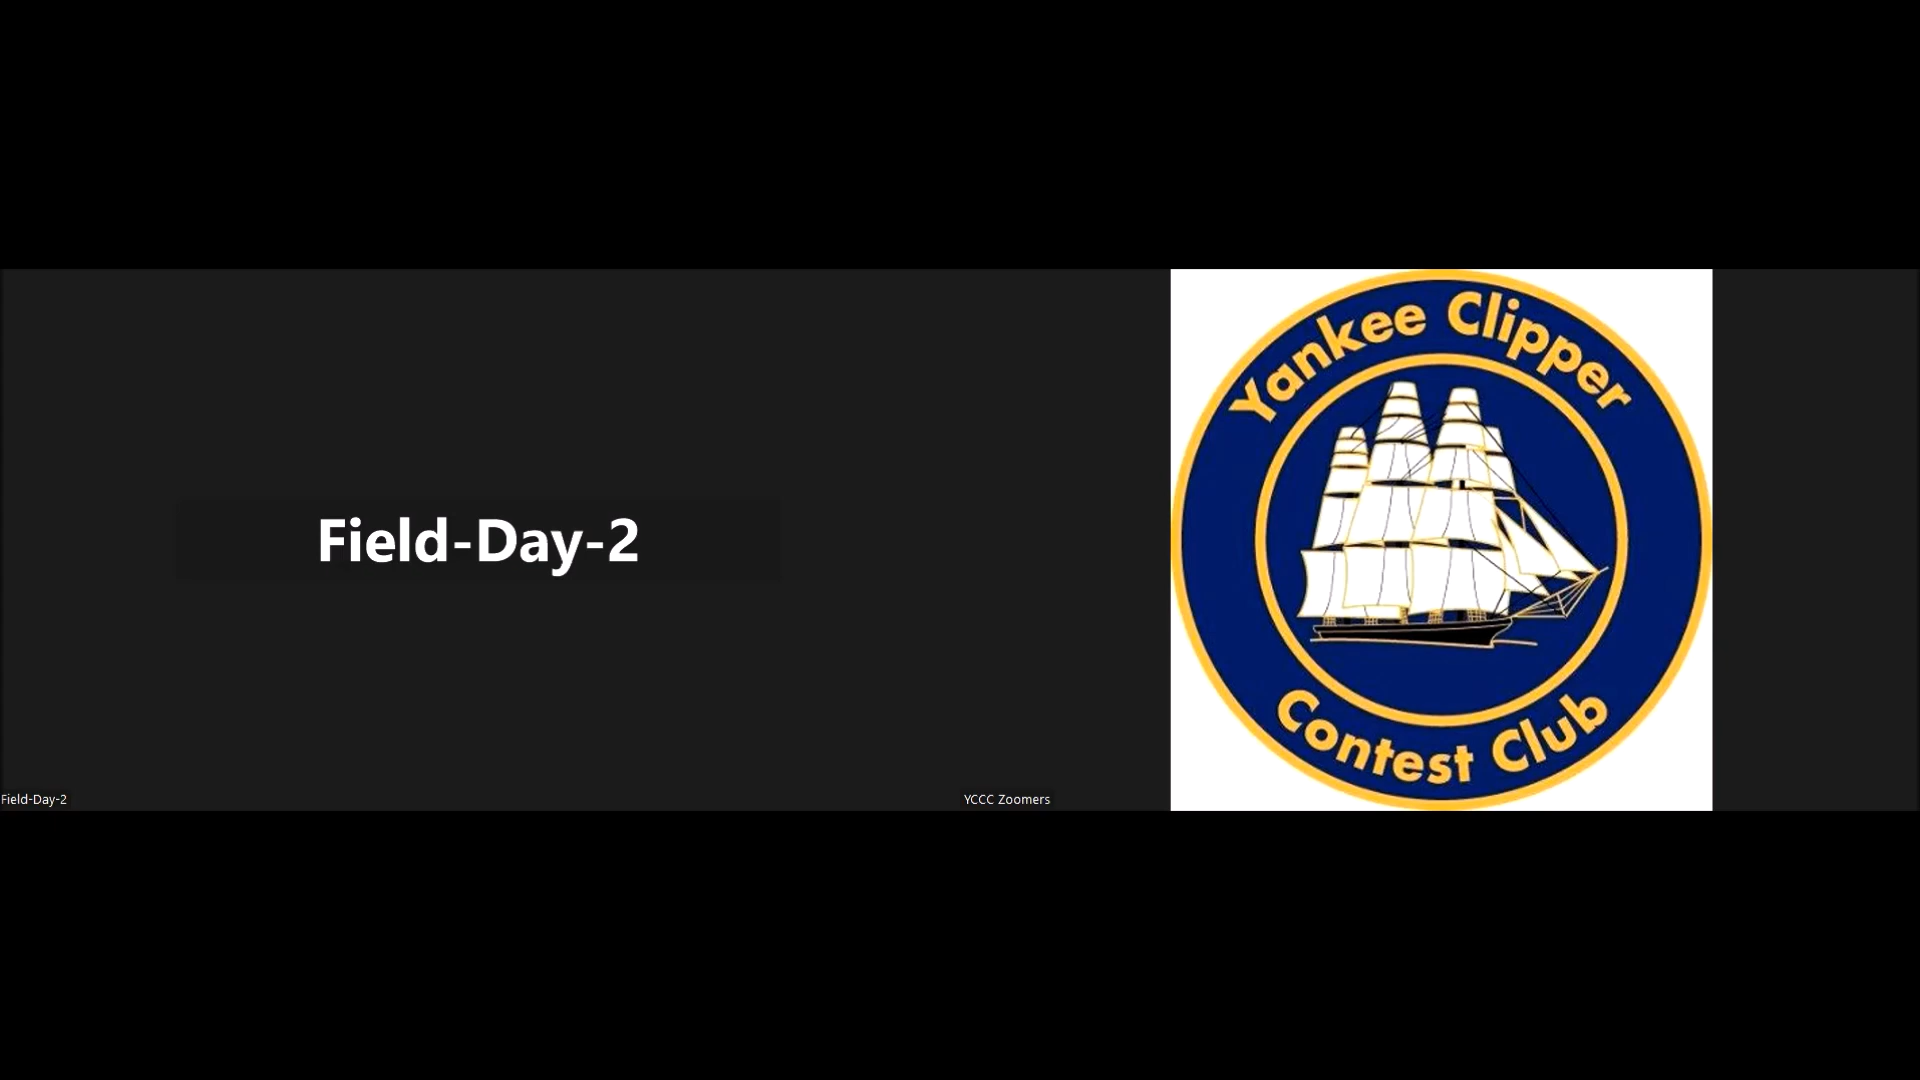 Field-Day-2
Field-Day-2
YCCC Zoomers
Yankee Clipper
Contest Club